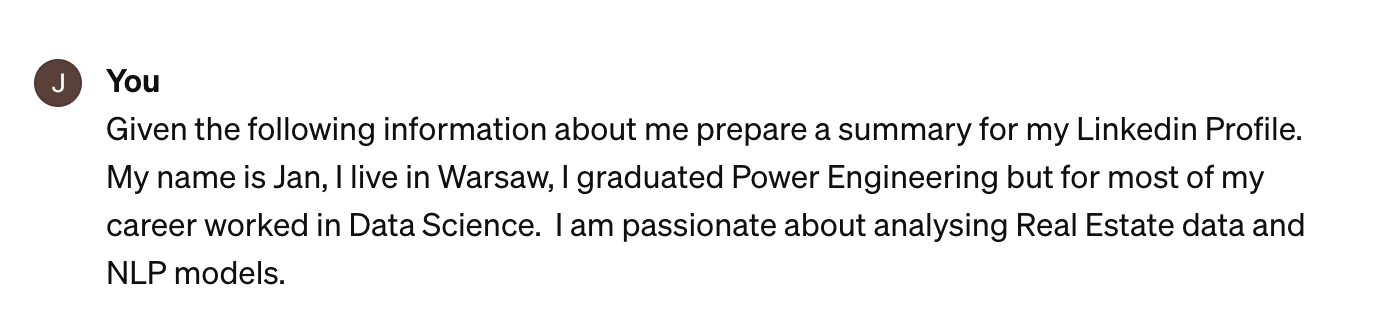 J
You
Given the following information about me prepare a summary for my Linkedin Profile.
My name is Jan, I live in Warsaw, I graduated Power Engineering but for most of my
career worked in Data Science.  I am passionate about analysing Real Estate data and
NLP models.